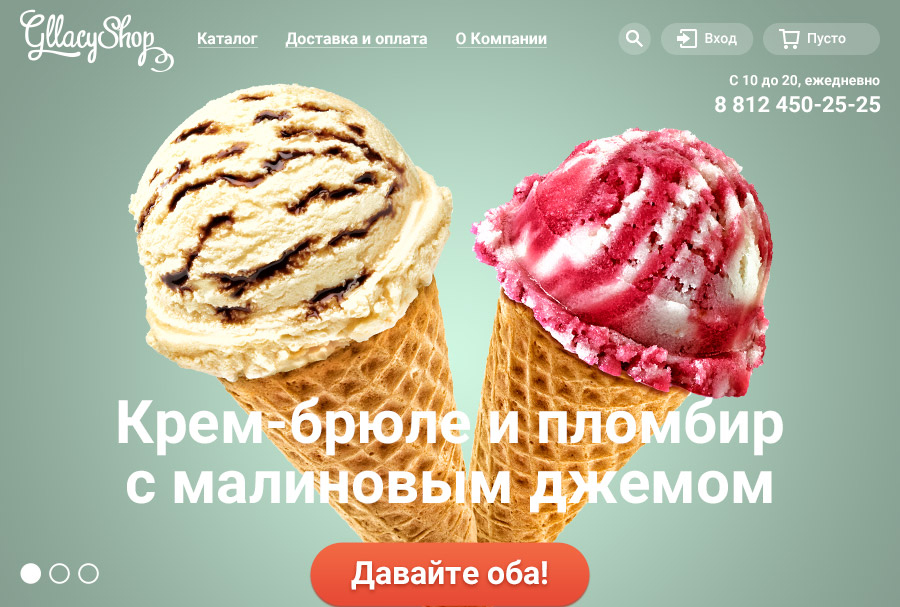 GllacyShop
Каталог
Доставка и оплата
О Компании
Вход
Пусто
С 10 до 20, ежедневно
8 812 450-25-25
Крем-брюле и пломбир
с малиновым джемом
Давайте оба!